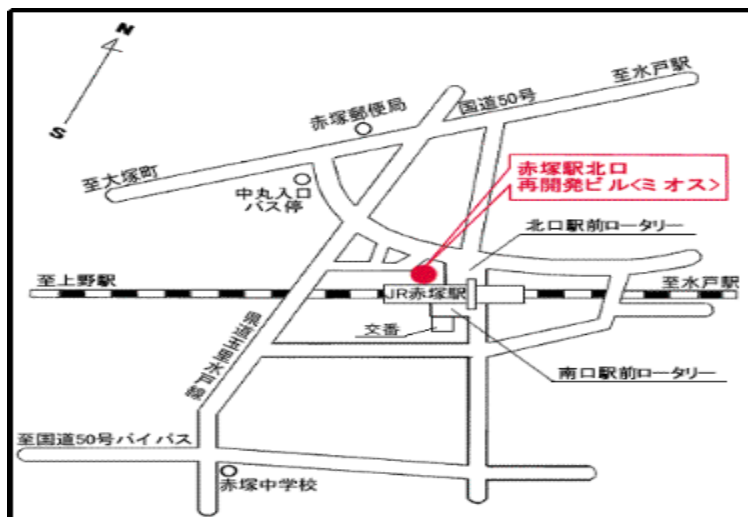 N
S
至水戸駅
国道50号
赤塚郵便局
至大塚町
中丸入口
バス停
赤塚駅北口
再開発ビル<ミオス>
北口駅前ロータリー
至上野駅
JR赤塚駅
至水戸駅
交番
県道玉里水戸線
南口駅前ロータリー
至国道50号バイパス
赤塚中学校